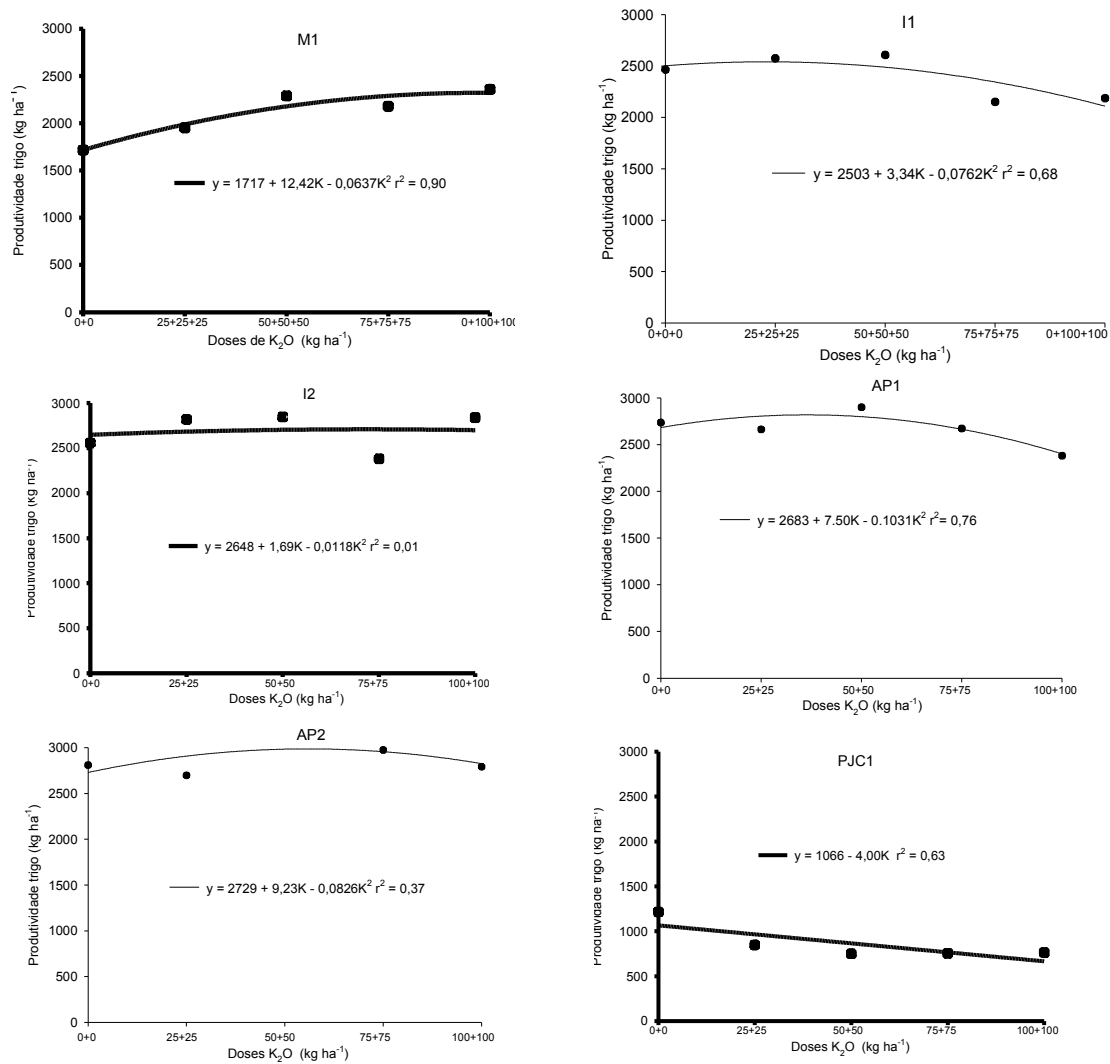 M1
Produtividade trigo (kg ha⁻¹)
3000
2500
2000
1500
1000
500
0
y = 1717 + 12,42K - 0,0637K² r² = 0,90
0+0 25+25+25 50+50+50 75+75+75 0+100+100
Doses de K₂O (kg ha⁻¹)
I1
Produtividade trigo (kg ha⁻¹)
3000
2500
2000
1500
1000
500
0
y = 2503 + 3,34K - 0,0762K² r² = 0,68
0+0+0 25+25+25 50+50+50 75+75+75 0+100+100
Doses K₂O (kg ha⁻¹)
I2
Produtividade trigo (kg ha⁻¹)
3000
2500
2000
1500
1000
500
0
y = 2648 + 1,69K - 0,0118K² r² = 0,01
0+0 25+25 50+50 75+75 100+100
Doses K₂O (kg ha⁻¹)
AP1
Produtividade trigo (kg ha⁻¹)
3000
2500
2000
1500
1000
500
0
y = 2683 + 7.50K - 0.1031K² r²= 0,76
0+0 25+25 50+50 75+75 100+100
Doses K₂O (kg ha⁻¹)
AP2
Produtividade trigo (kg ha⁻¹)
3000
2500
2000
1500
1000
500
0
y = 2729 + 9,23K - 0,0826K² r² = 0,37
0+0 25+25 50+50 75+75 100+100
Doses K₂O (kg ha⁻¹)
PJC1
Produtividade trigo (kg ha⁻¹)
3000
2500
2000
1500
1000
500
0
y = 1066 - 4,00K r² = 0,63
0+0 25+25 50+50 75+75 100+100
Doses K₂O (kg ha⁻¹)